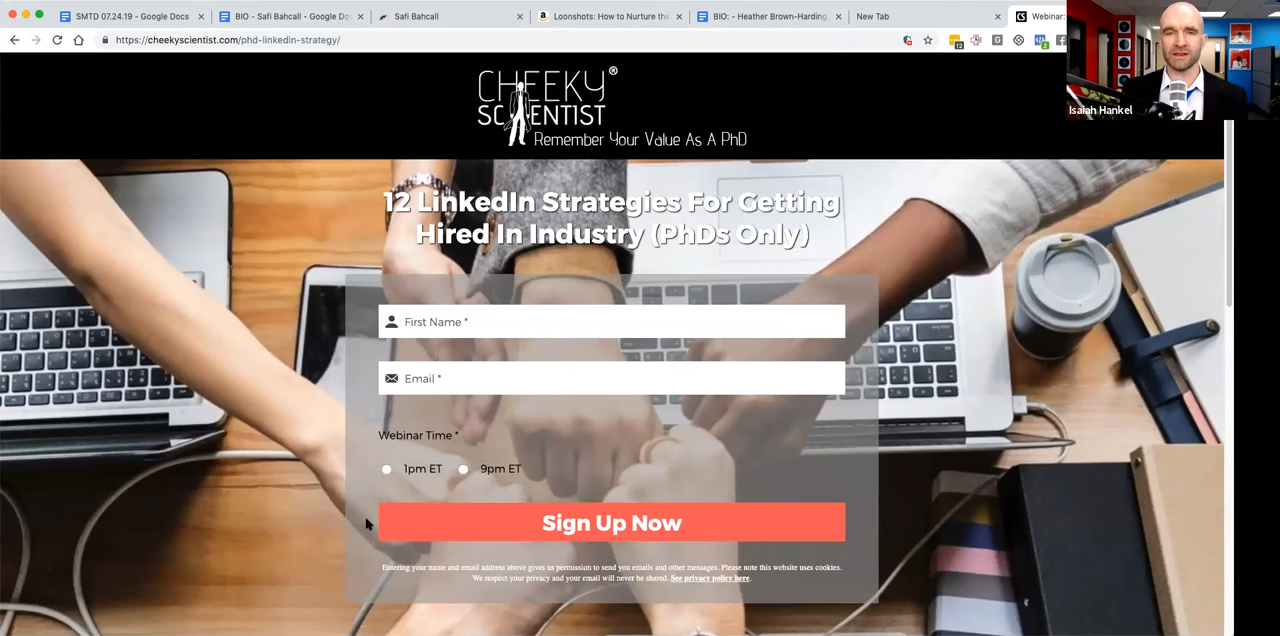 SMTD 07.24.19 - Google Docs
BIO - Safi Bahcall - Google Do
Safi Bahcall
Loonshots: How to Nurture the
BIO: - Heather Brown-Harding,
New Tab
Webinar:
https://cheekyscientist.com/phd-linkedin-strategy/
12
2
Isaiah Hankel
CHEEKY®
SCIENTIST
Remember Your Value As A PhD
12 LinkedIn Strategies For Getting
Hired In Industry (PhDs Only)
First Name *
Email *
Webinar Time *
1pm ET 9pm ET
Sign Up Now
Entering your name and email address above gives us permission to send you emails and other messages. Please note this website uses cookies.
We respect your privacy and your email will never be shared. See privacy policy here.